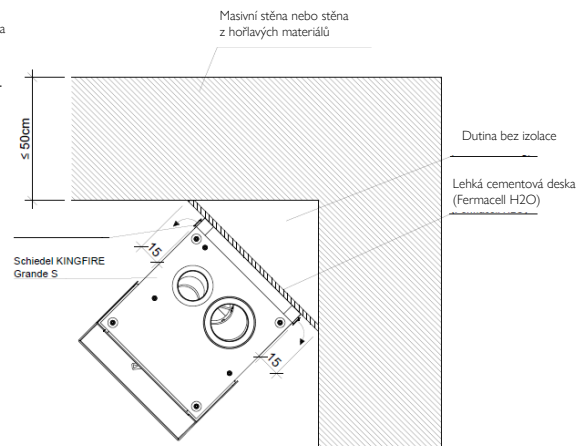 a
Masivní stěna nebo stěna
z hořlavých materiálů
≤ 50cm
Dutina bez izolace
Lehká cementová deska
(Fermacell H2O)
Schiedel KINGFIRE
Grande S
15
15